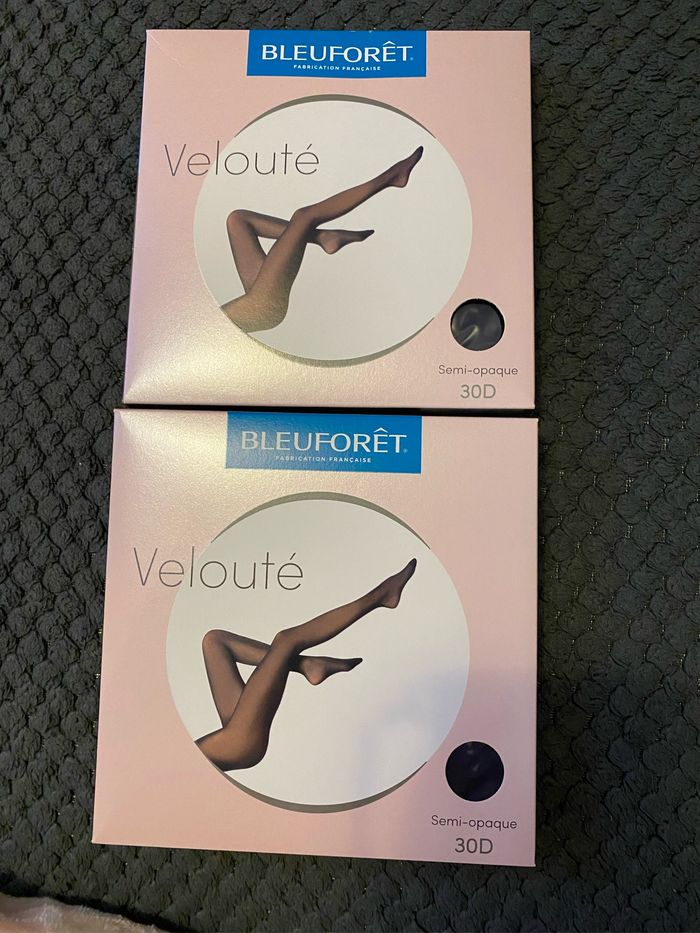 BLEUFORÊT
FABRICATION FRANÇAISE
Velouté
Semi-opaque
30D
BLEUFORÊT
FABRICATION FRANÇAISE
Velouté
Semi-opaque
30D